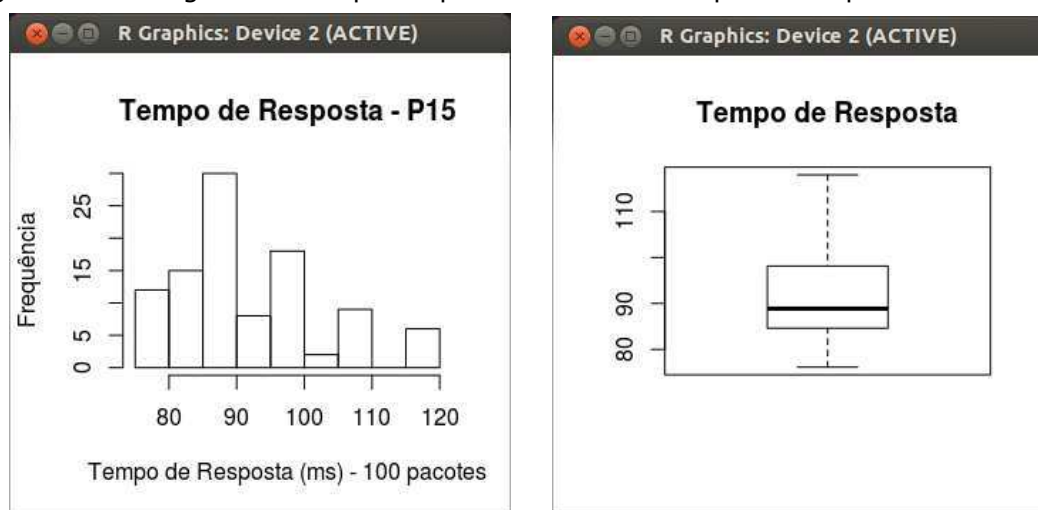 R Graphics: Device 2 (ACTIVE)
Tempo de Resposta - P15
Frequência
25
15
5
0
80 90 100 110 120
Tempo de Resposta (ms) - 100 pacotes
R Graphics: Device 2 (ACTIVE)
Tempo de Resposta
110
90
80